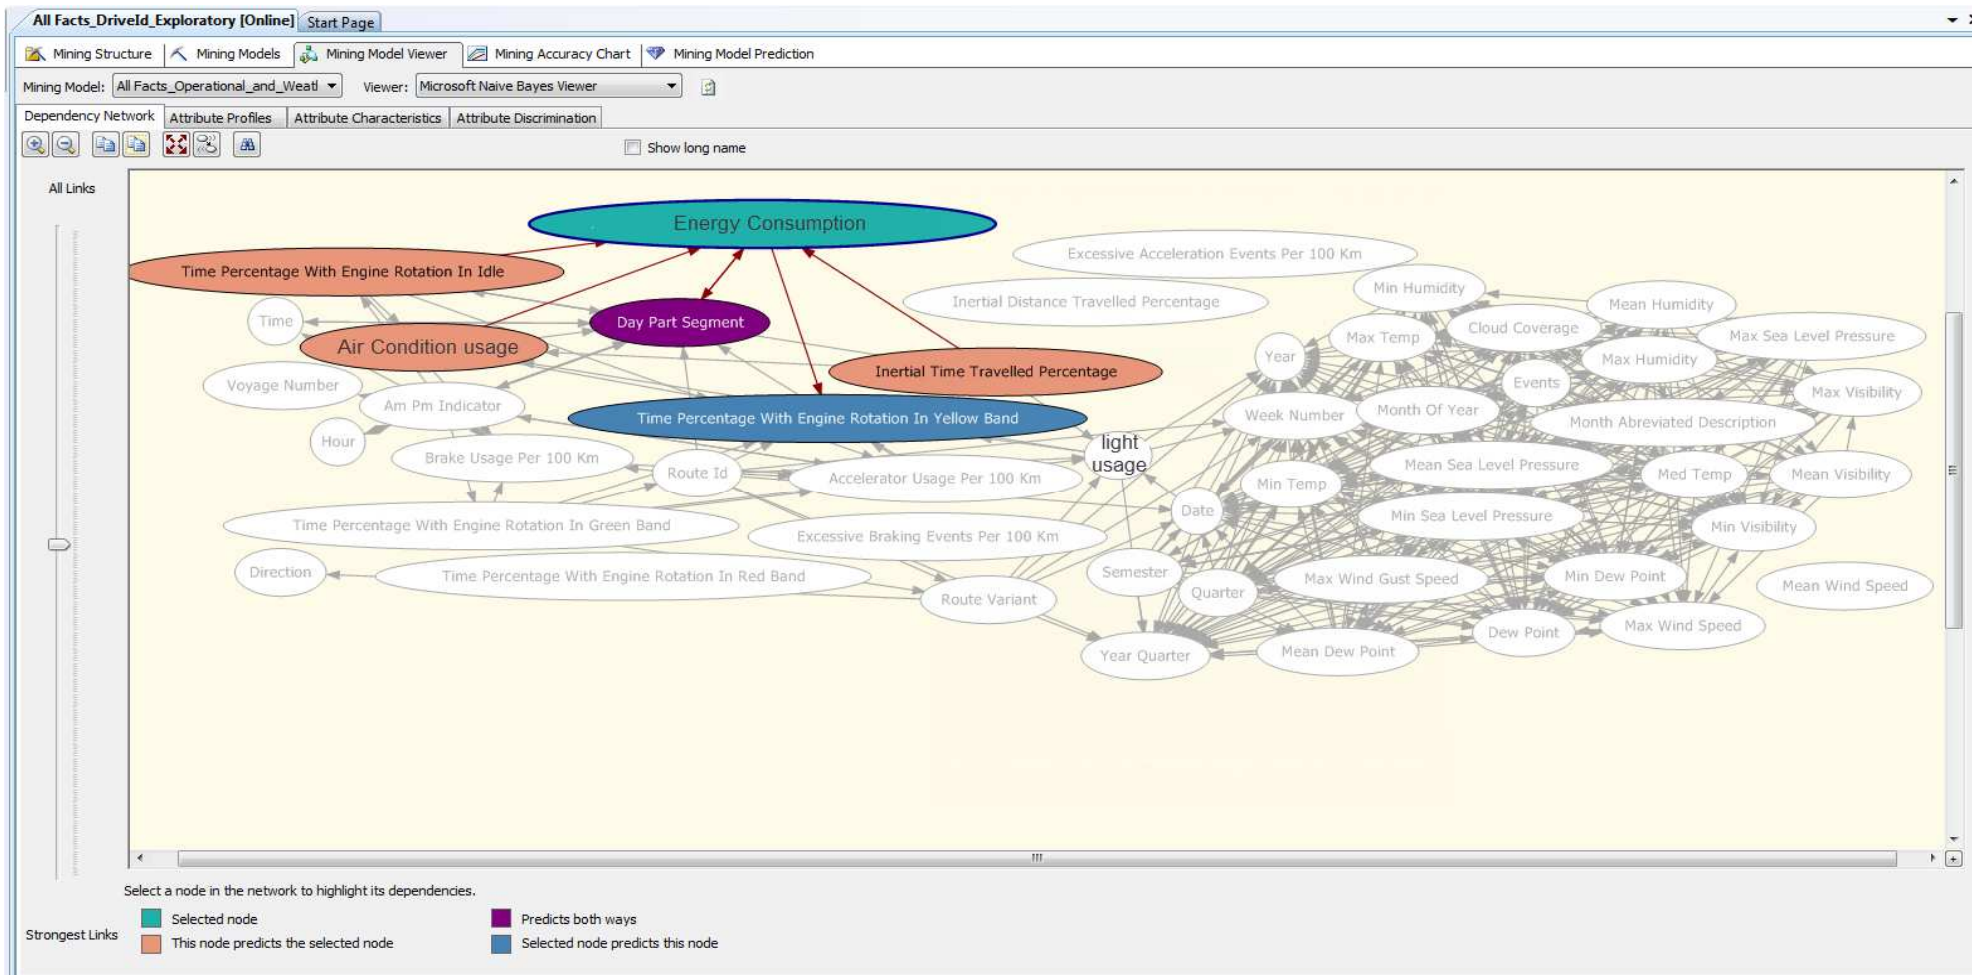 All Facts_DriveId_Exploratory [Online] Start Page
Mining Structure Mining Models Mining Model Viewer Mining Accuracy Chart Mining Model Prediction
Mining Model: All Facts_Operational_and_Weatl Viewer: Microsoft Naive Bayes Viewer
Dependency Network Attribute Profiles Attribute Characteristics Attribute Discrimination
Show long name
All Links
Energy Consumption
Excessive Acceleration Events Per 100 Km
Time Percentage With Engine Rotation In Idle
Min Humidity
Inertial Distance Travelled Percentage
Mean Humidity
Time
Day Part Segment
Cloud Coverage
Max Temp
Max Sea Level Pressure
Air Condition usage
Year
Max Humidity
Inertial Time Travelled Percentage
Voyage Number
Events
Max Visibility
Am Pm Indicator
Time Percentage With Engine Rotation In Yellow Band
Week Number
Month Of Year
Month Abreviated Description
Hour
light
usage
Brake Usage Per 100 Km
Route Id
Accelerator Usage Per 100 Km
Mean Sea Level Pressure
Med Temp
Mean Visibility
Min Temp
Date
Time Percentage With Engine Rotation In Green Band
Min Sea Level Pressure
Min Visibility
Excessive Braking Events Per 100 Km
Direction
Time Percentage With Engine Rotation In Red Band
Semester
Max Wind Gust Speed
Min Dew Point
Mean Wind Speed
Route Variant
Quarter
Dew Point
Max Wind Speed
Year Quarter
Mean Dew Point
Select a node in the network to highlight its dependencies.
Selected node
Predicts both ways
Strongest Links
This node predicts the selected node
Selected node predicts this node